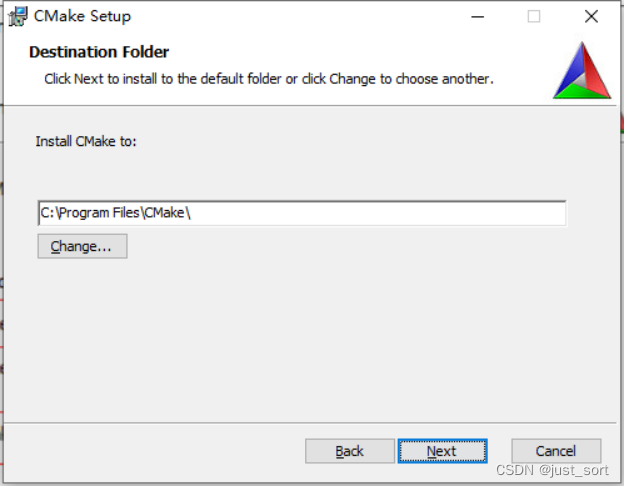 CMake Setup
Destination Folder
Click Next to install to the default folder or click Change to choose another.
Install CMake to:
C:\Program Files\CMake\
Change...
Back
Next
Cancel
CSDN @just_sort